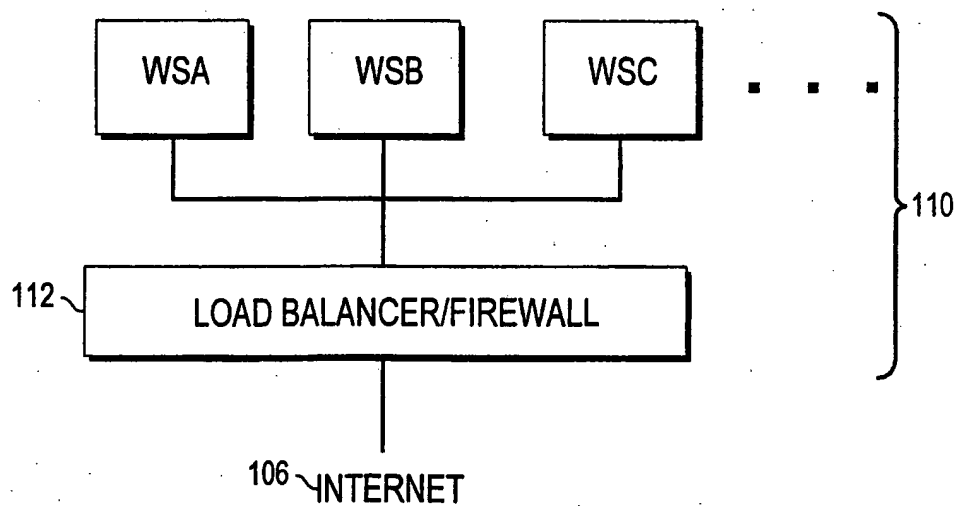 WSA WSB WSC
110
112 LOAD BALANCER/FIREWALL
106 INTERNET